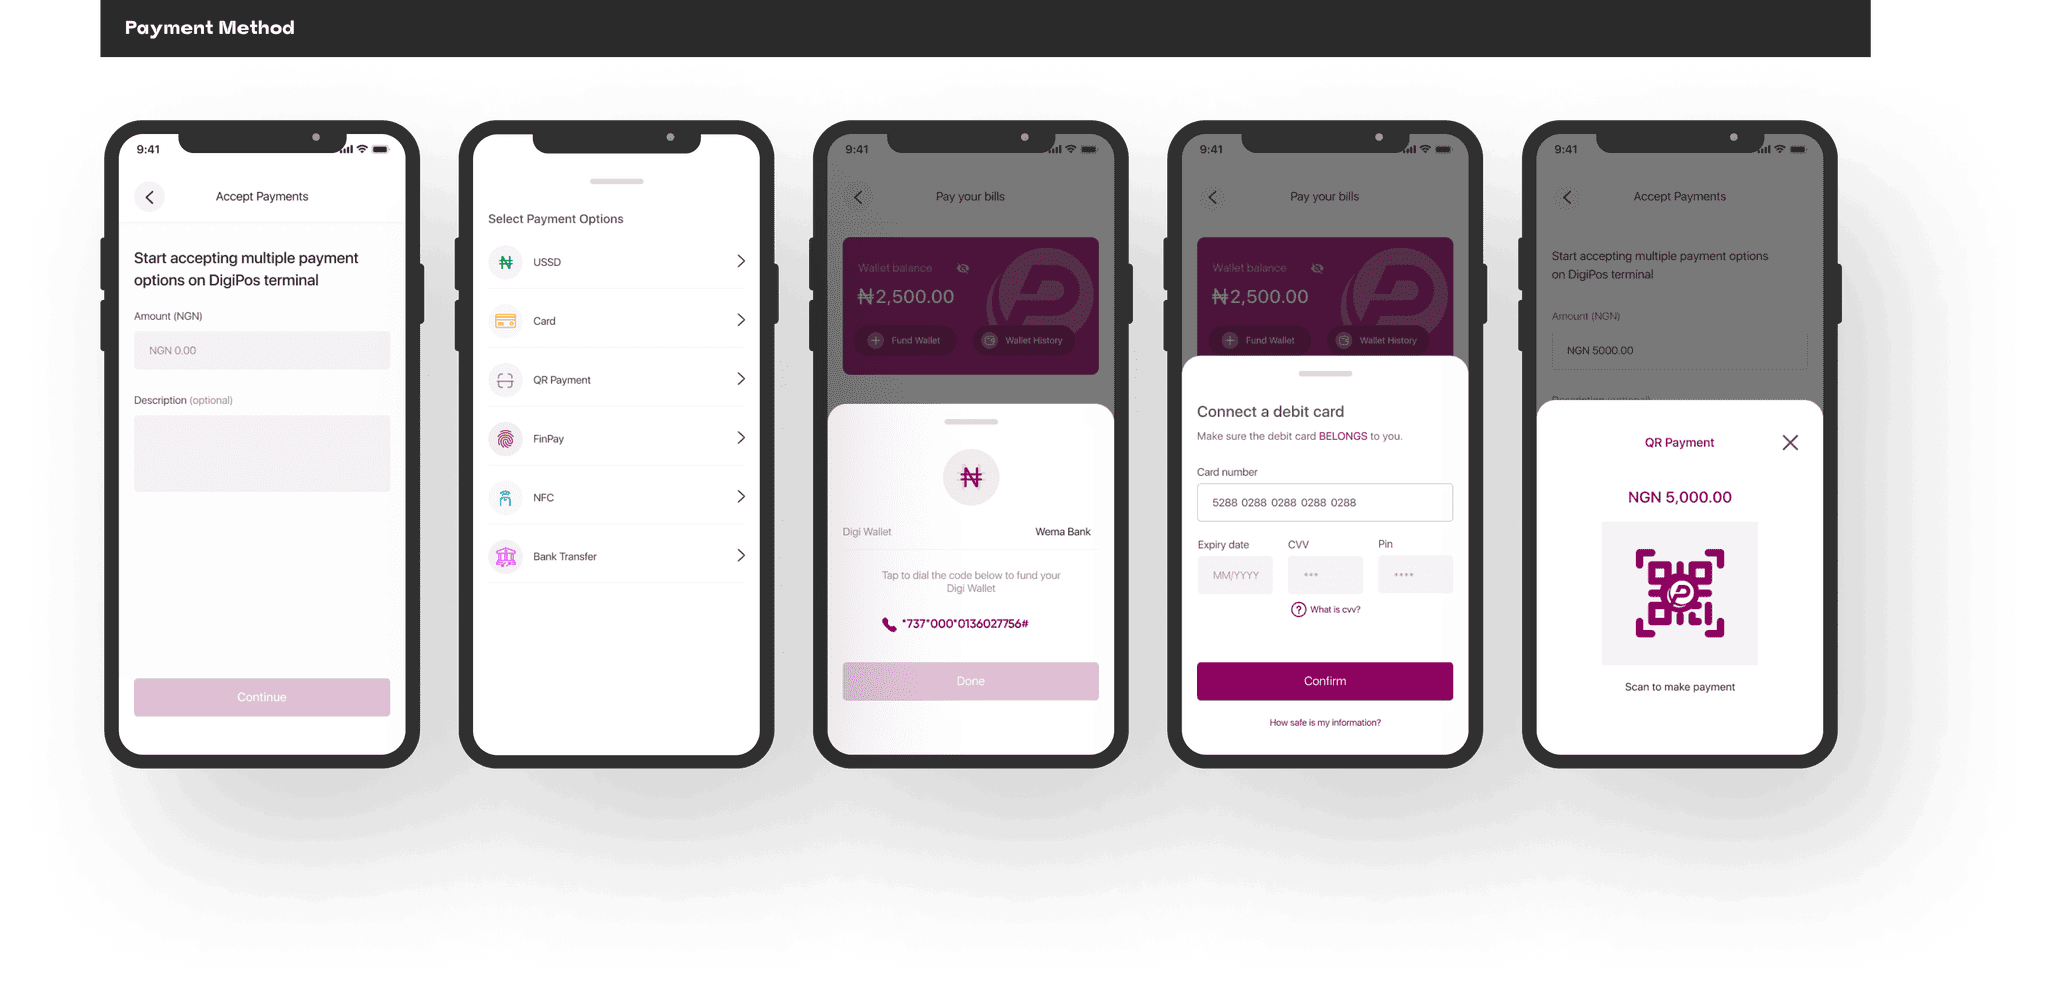 Payment Method
9:41
Accept Payments
Start accepting multiple payment
options on DigiPos terminal
Amount (NGN)
NGN 0.00
Description (optional)
Continue
Select Payment Options
USSD
Card
QR Payment
FinPay
NFC
Bank Transfer
9:41
Pay your bills
Wallet balance
₦2,500.00
Fund Wallet
Wallet History
₦
Digi Wallet
Wema Bank
Tap to dial the code below to fund your
Digi Wallet
*737*000*0136027756#
Done
9:41
Pay your bills
Wallet balance
₦2,500.00
Fund Wallet
Wallet History
Connect a debit card
Make sure the debit card BELONGS to you.
Card number
5288 0288 0288 0288 0288
Expiry date
CVV
Pin
MM/YYYY
***
****
? What is cvv?
Confirm
How safe is my information?
9:41
Accept Payments
Start accepting multiple payment options
on DigiPos terminal
Amount (NGN)
NGN 5000.00
Description (optional)
QR Payment
NGN 5,000.00
Scan to make payment